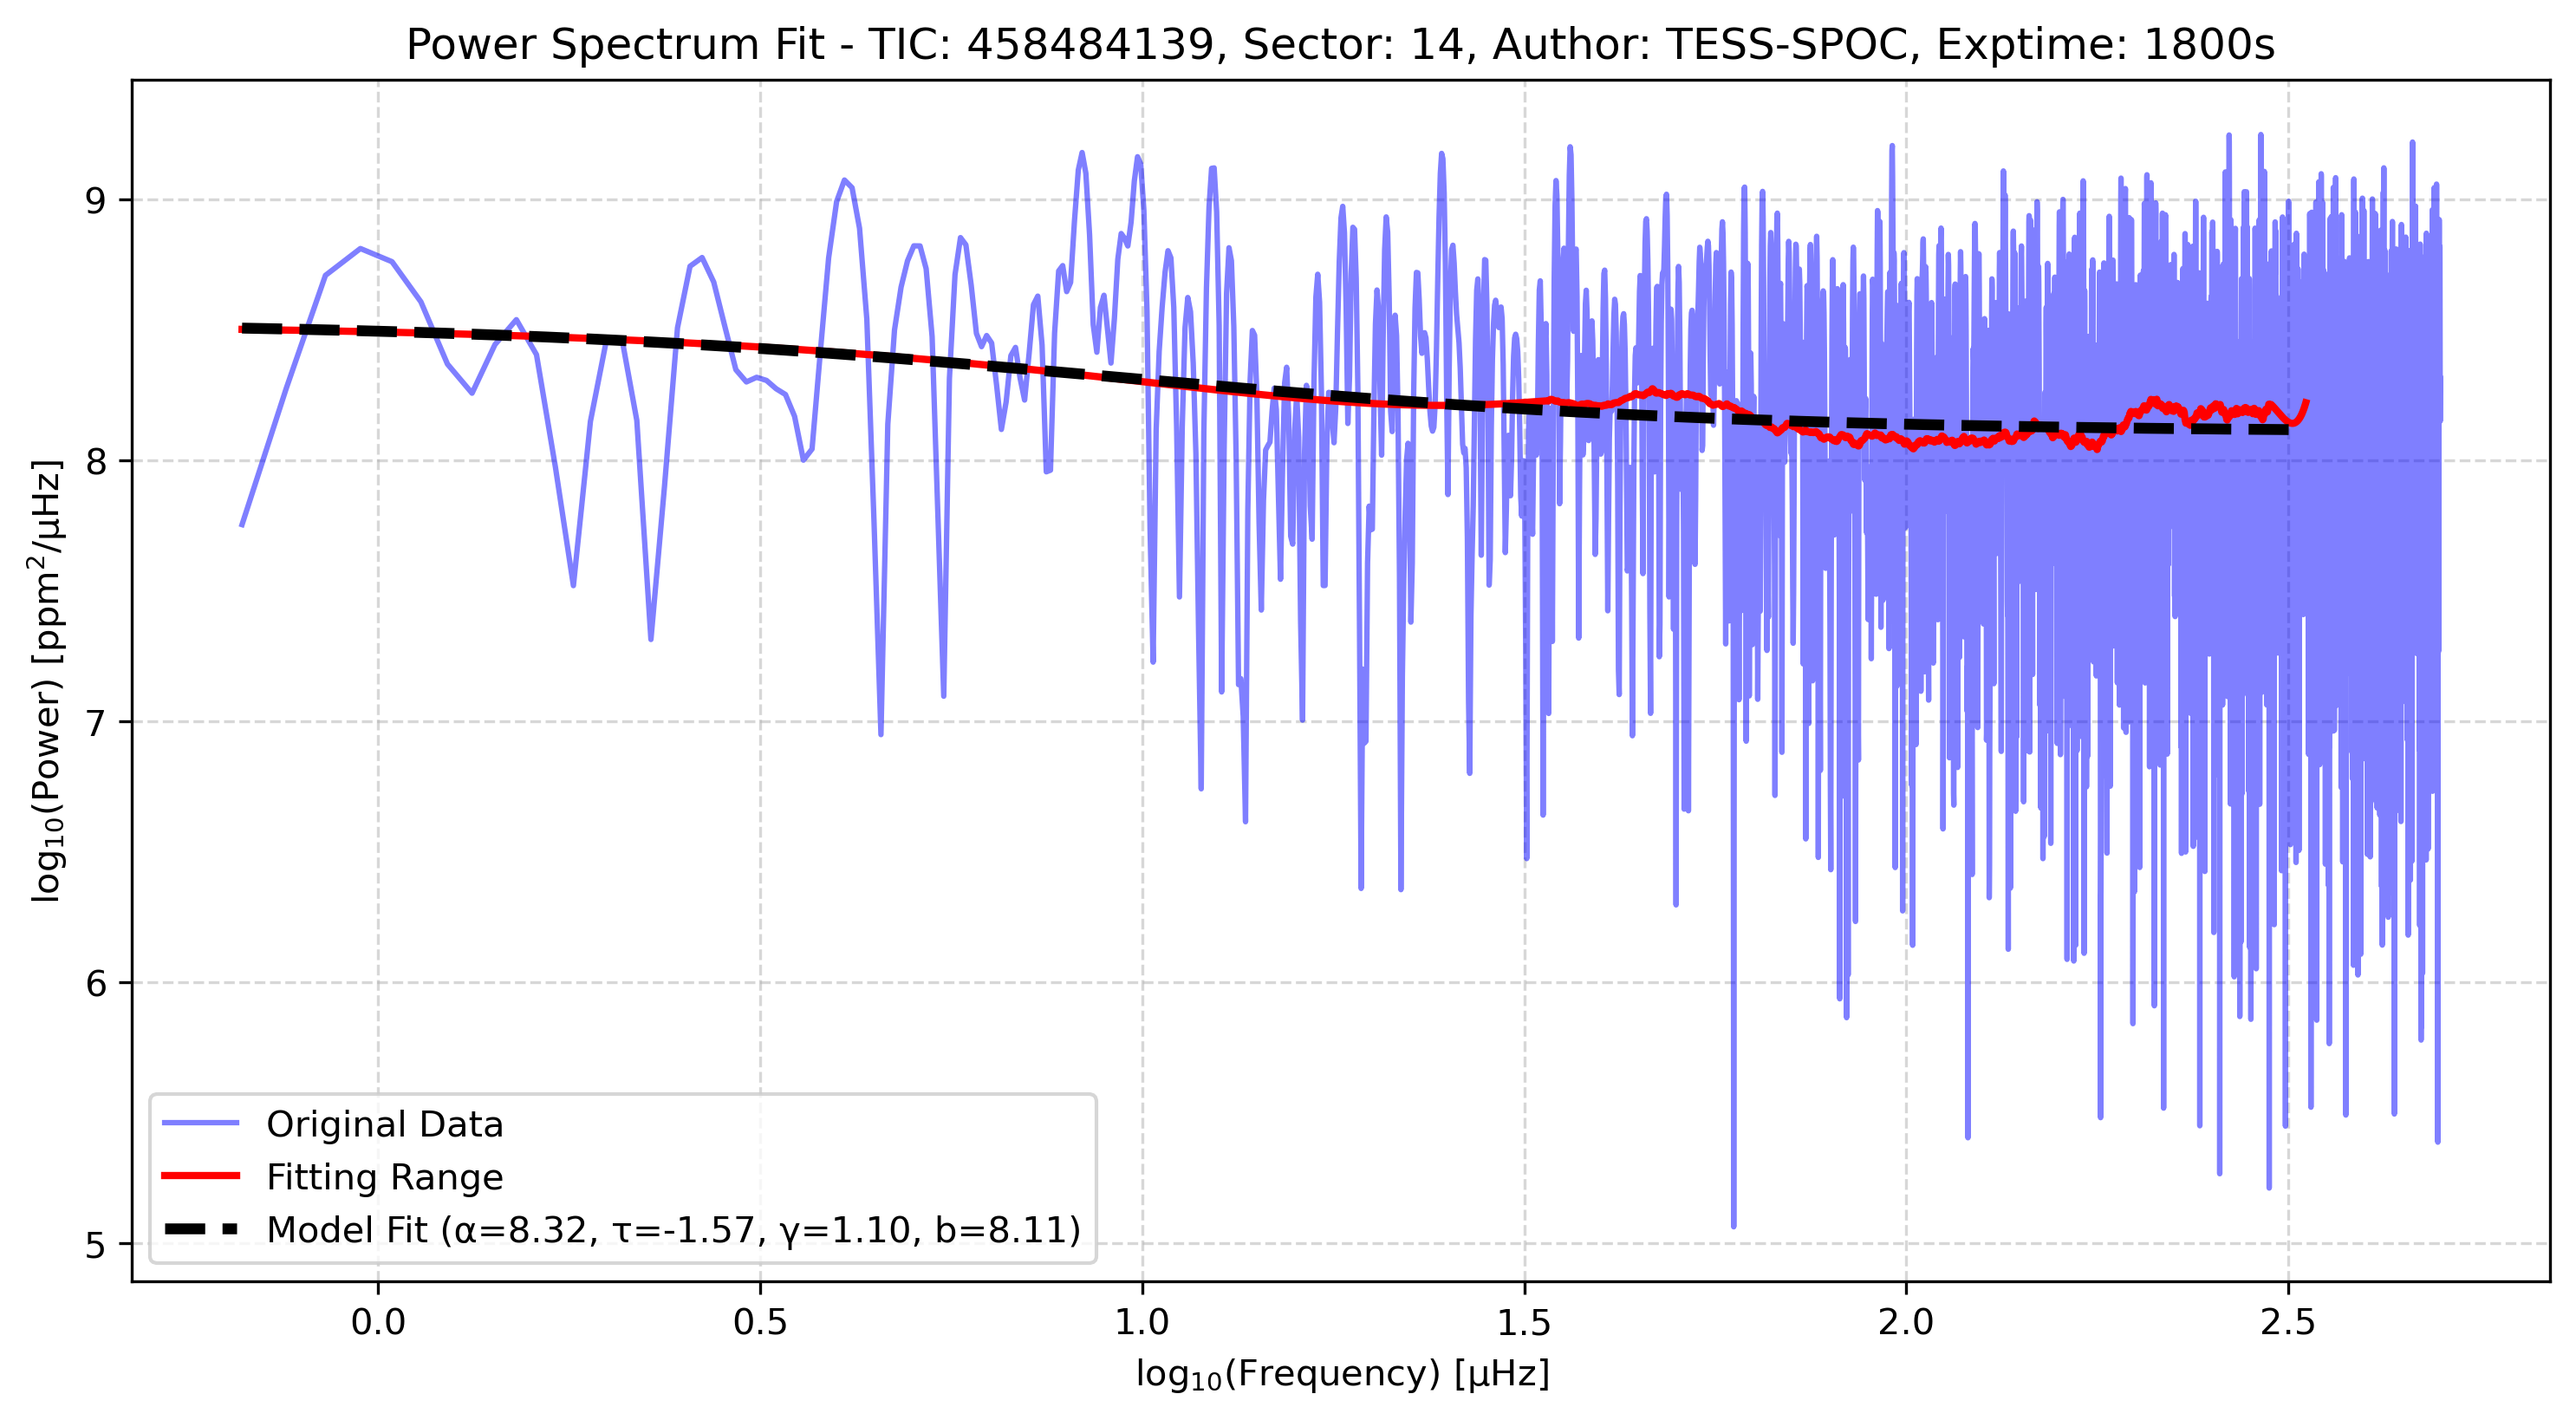 Power Spectrum Fit - TIC: 458484139, Sector: 14, Author: TESS-SPOC, Exptime: 1800s
log₁₀(Power) [ppm²/μHz]
9
8
7
6
5
Original Data
Fitting Range
Model Fit (α=8.32, τ=-1.57, γ=1.10, b=8.11)
0.0 0.5 1.0 1.5 2.0 2.5
log₁₀(Frequency) [μHz]